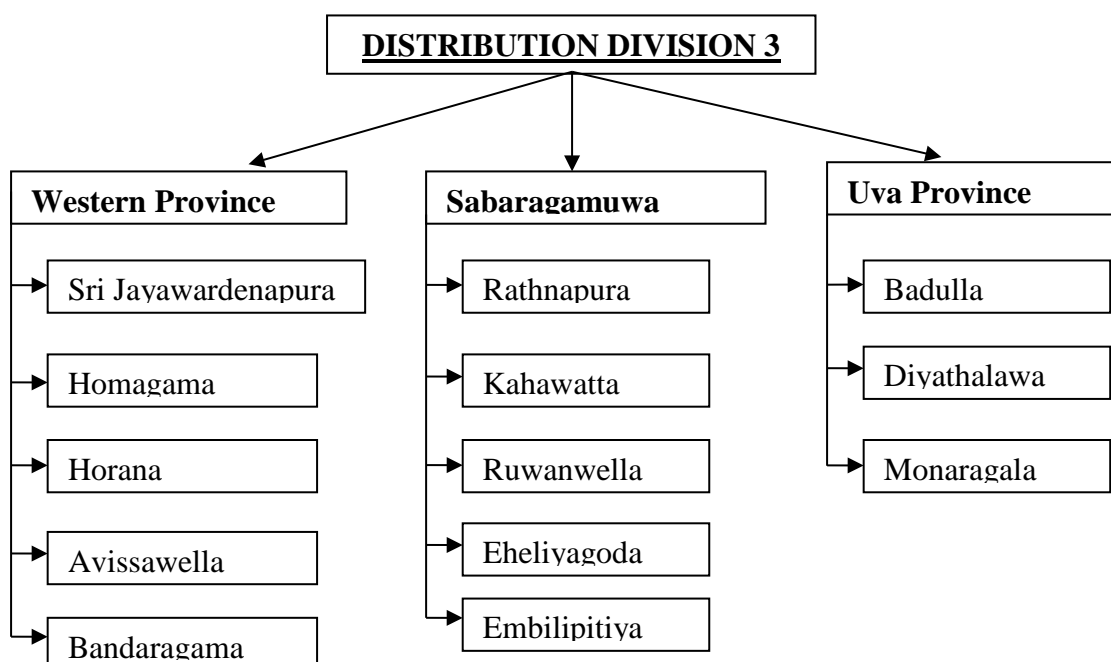 DISTRIBUTION DIVISION 3
Western Province
Sri Jayawardenapura
Homagama
Horana
Avissawella
Bandaragama
Sabaragamuwa
Rathnapura
Kahawatta
Ruwanwella
Eheliyagoda
Embilipitiya
Uva Province
Badulla
Diyathalawa
Monaragala